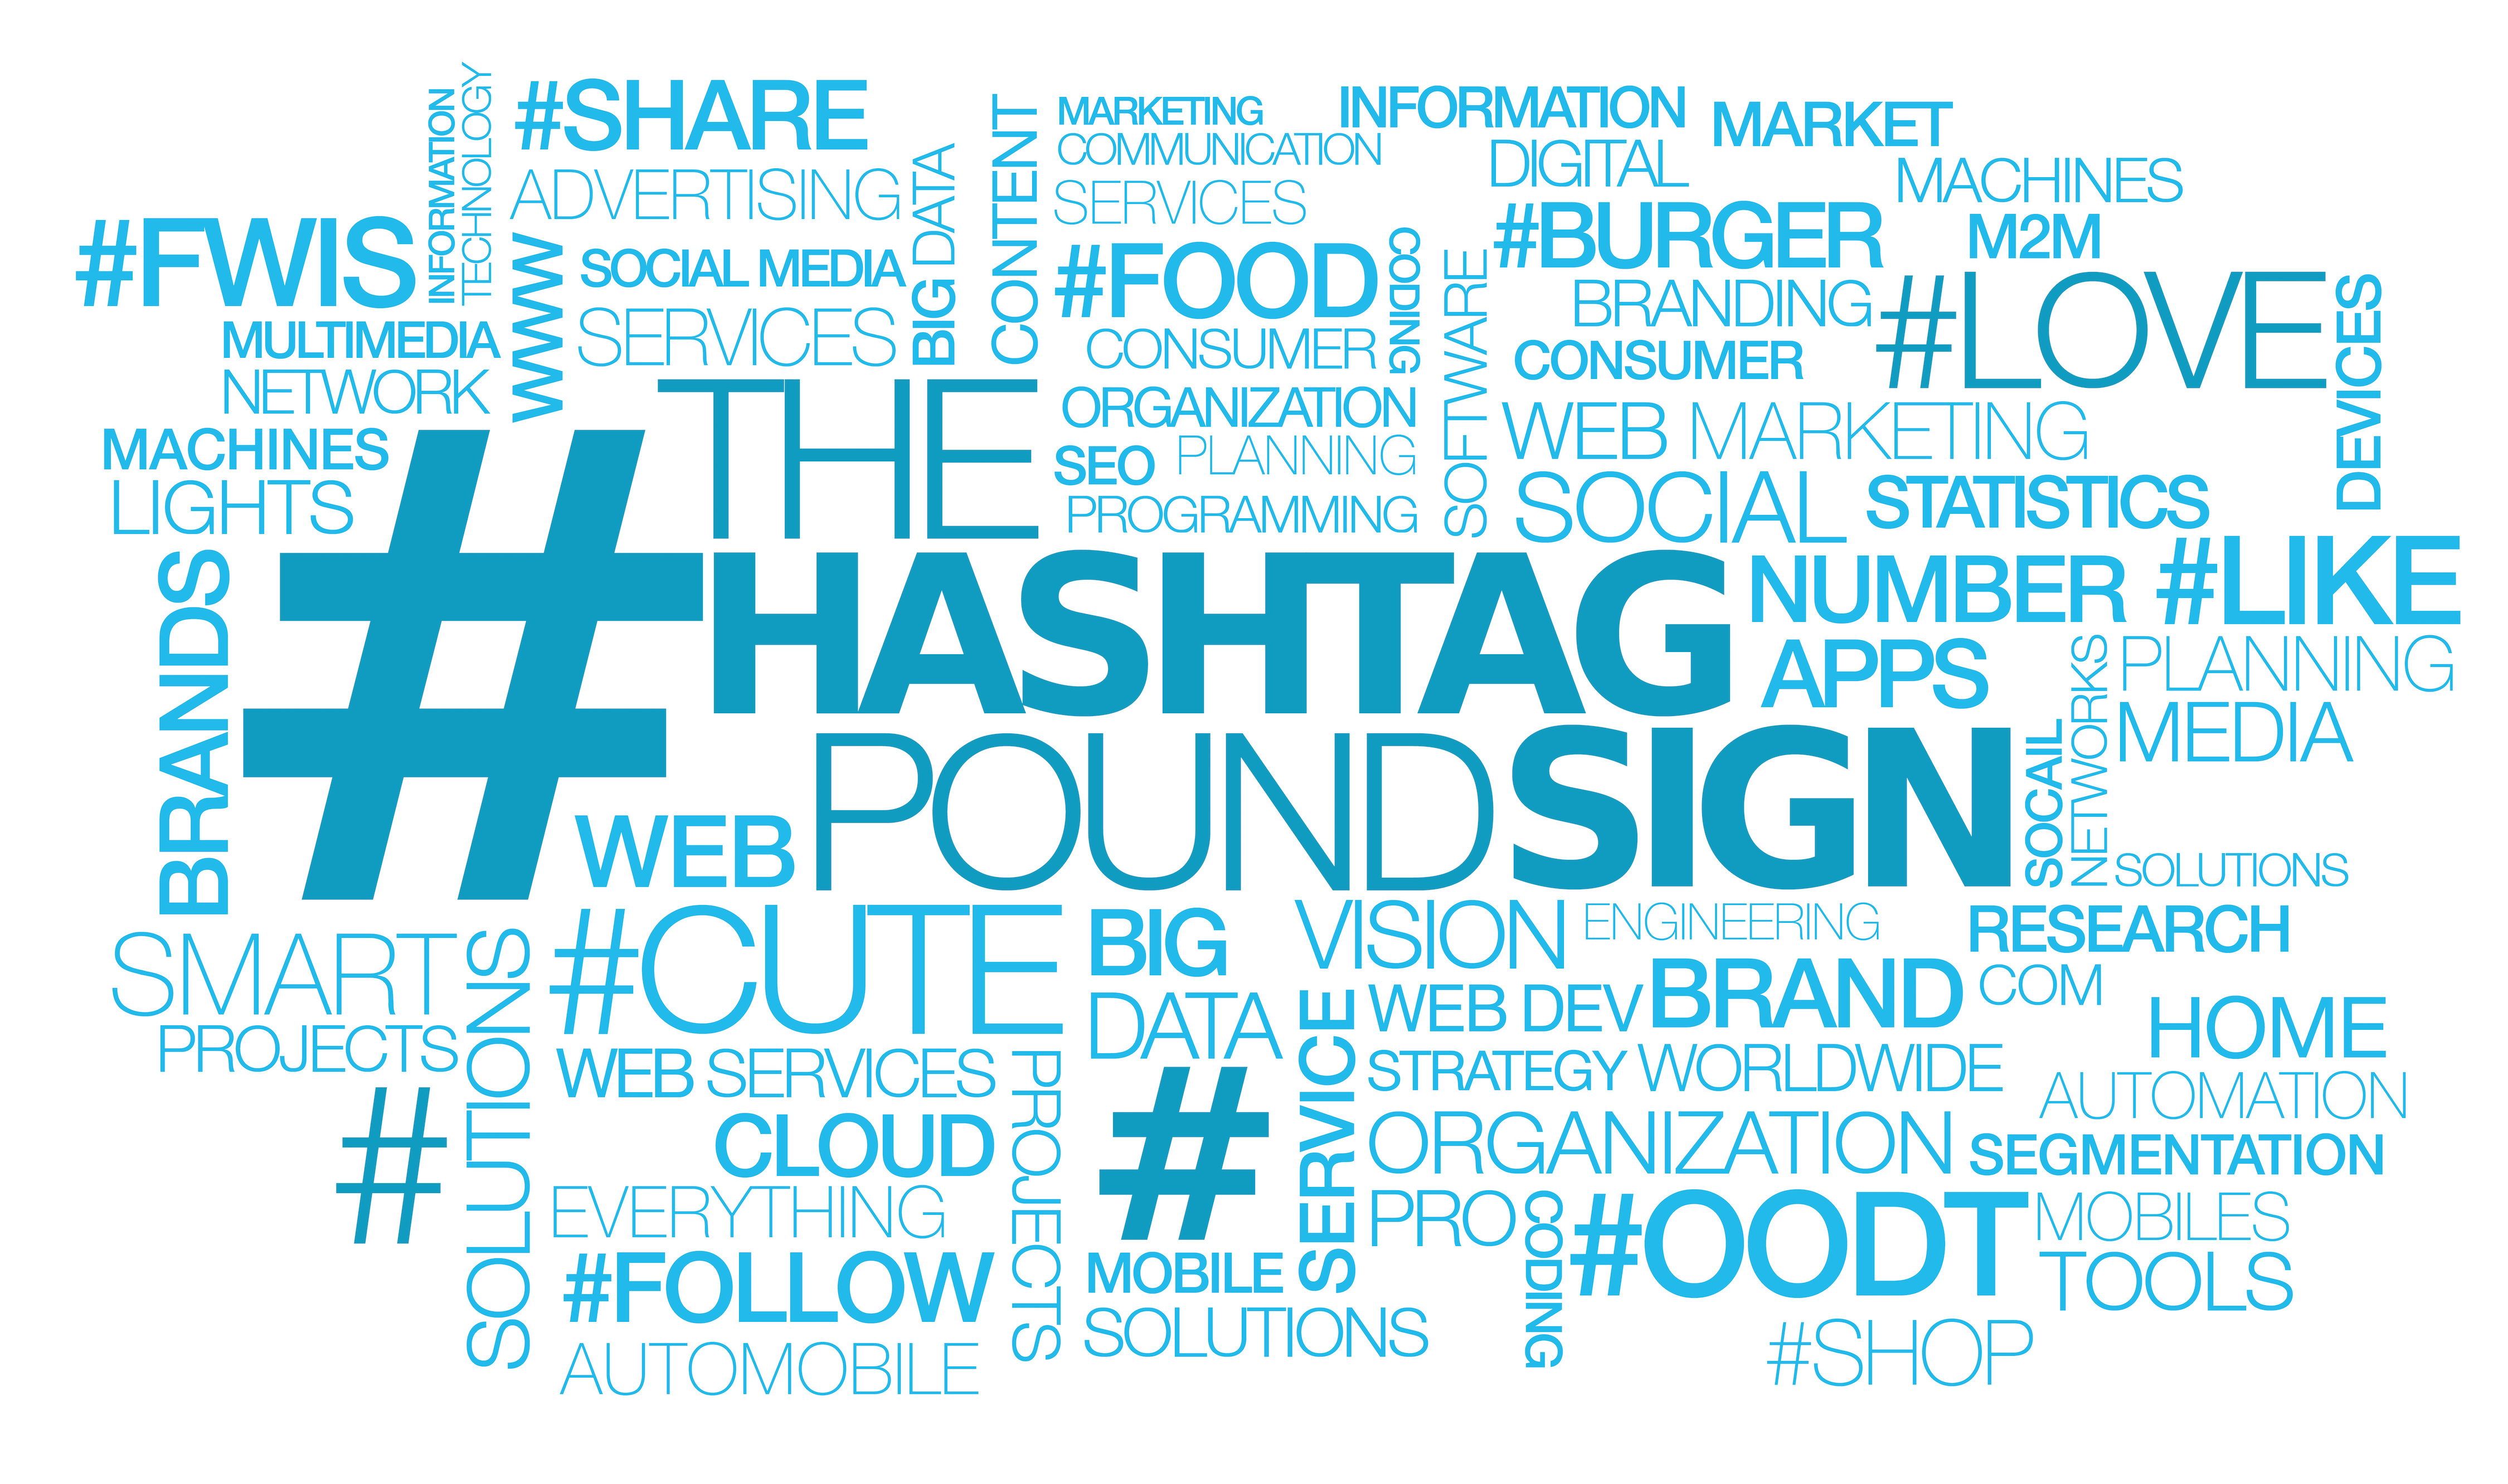 #SHARE
ADVERTISING
INFORMATION
TECHNOLOGY
#FWIS
MULTIMEDIA
NETWORK
MACHINES
LIGHTS
WWW
SOCIAL MEDIA
SERVICES
BIG DATA
CONTENT
MARKETING
COMMUNICATION
SERVICES
#FOOD
CONSUMER
CODING
ORGANIZATION
SEO PLANNING
PROGRAMMIING
SOFTWARE
INFORMATION
DIGITAL
MARKET
MACHINES
M2M
#BURGER
BRANDING
CONSUMER
#LOVE
DEVICES
WEB MARKETING
SOCIAL STATISTICS
#
THE
HASHTAG
POUNDSIGN
NUMBER
#LIKE
APPS
PLANNING
MEDIA
SOCAIL
NETWORKS
SOLUTIONS
BRANDS
WEB
SMART
PROJECTS
#
SOLUTIONS
#CUTE
WEB SERVICES
CLOUD
EVERYTHING
#FOLLOW
AUTOMOBILE
PROJECTS
BIG
DATA
#
MOBILE
SOLUTIONS
SERVICE
VISION
ENGINEERING
RESEARCH
WEB DEV BRAND
COM
STRATEGY WORLDWIDE
HOME
AUTOMATION
ORGANIZATION
SEGMENTATION
PRO
CODING
#OODT
MOBILES
TOOLS
#SHOP